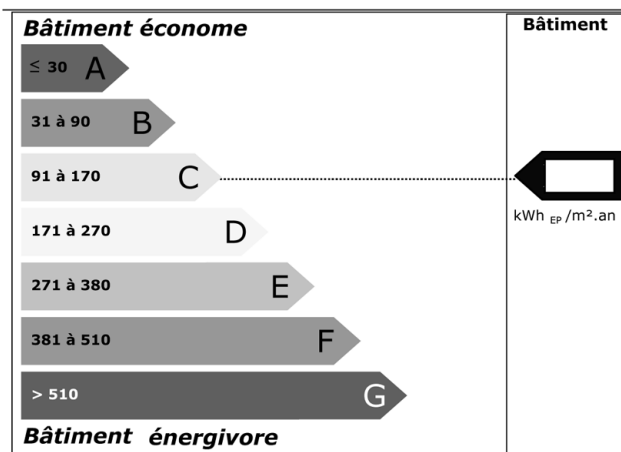 Bâtiment économe
Bâtiment
≤ 30 A
31 à 90 B
91 à 170 C
kWh EP /m².an
171 à 270 D
271 à 380 E
381 à 510 F
> 510 G
Bâtiment énergivore